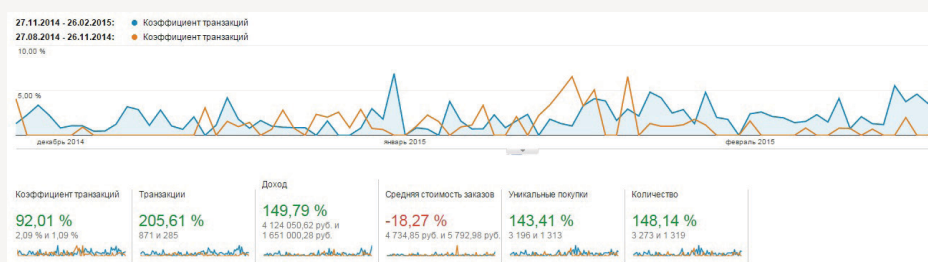 27.11.2014 - 26.02.2015: Коэффициент транзакций
27.08.2014 - 26.11.2014: Коэффициент транзакций
10,00 %
5,00 %
декабрь 2014 январь 2015 февраль 2015
Коэффициент транзакций
92,01 %
2,09 % и 1,09 %
Транзакции
205,61 %
871 и 285
Доход
149,79 %
4 124 050,62 руб. и
1 651 000,28 руб.
Средняя стоимость заказов
-18,27 %
4 734,85 руб. и 5 792,98 руб.
Уникальные покупки
143,41 %
3 196 и 1 313
Количество
148,14 %
3 273 и 1 319